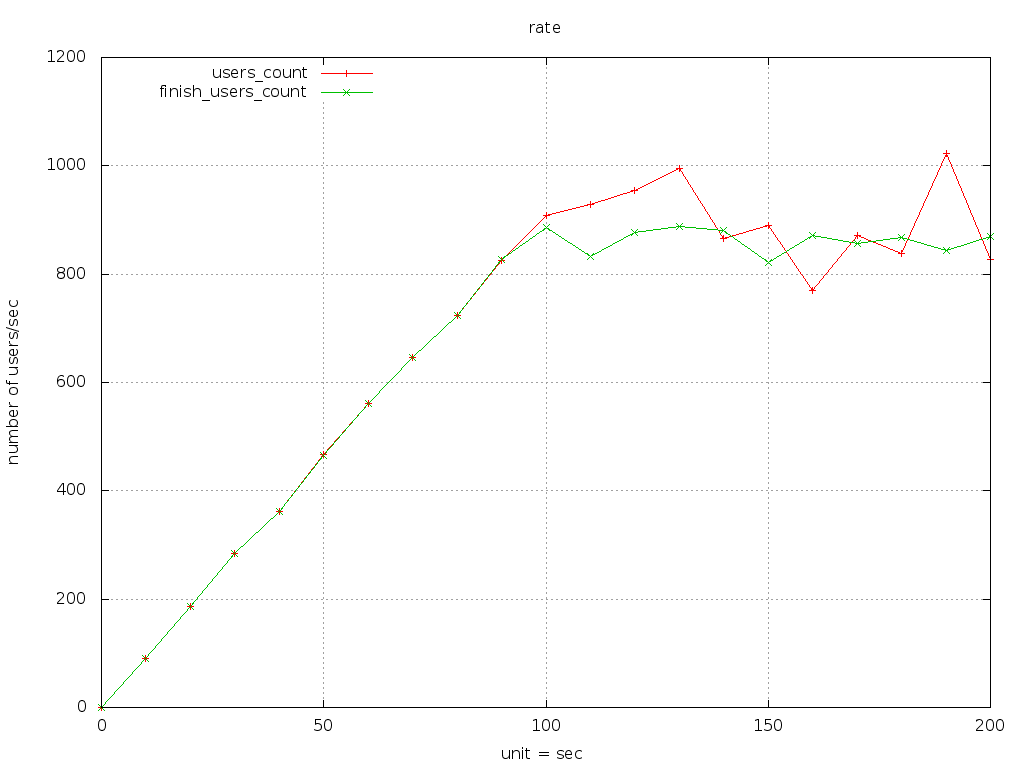 rate
1200
users_count
finish_users_count
1000
800
600
400
200
0
number of users/sec
0 50 100 150 200
unit = sec